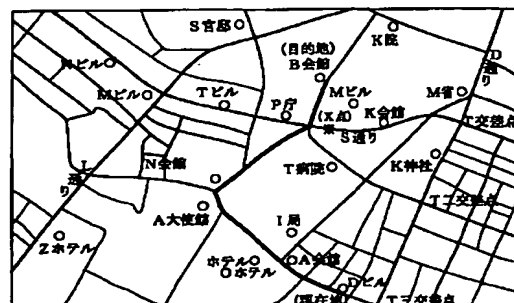 S官邸
K院
D通り
(目的地)
B会館
Nビル
Mビル
Tビル
Mビル
M省
P庁
(X点)
K会館
S通り
T交差点
N会館
T病院
K神社
I通り
T二交差点
A大使館
I局
Zホテル
ホテル
A会館
ホテル
Dビル
(現在地)
T三交差点